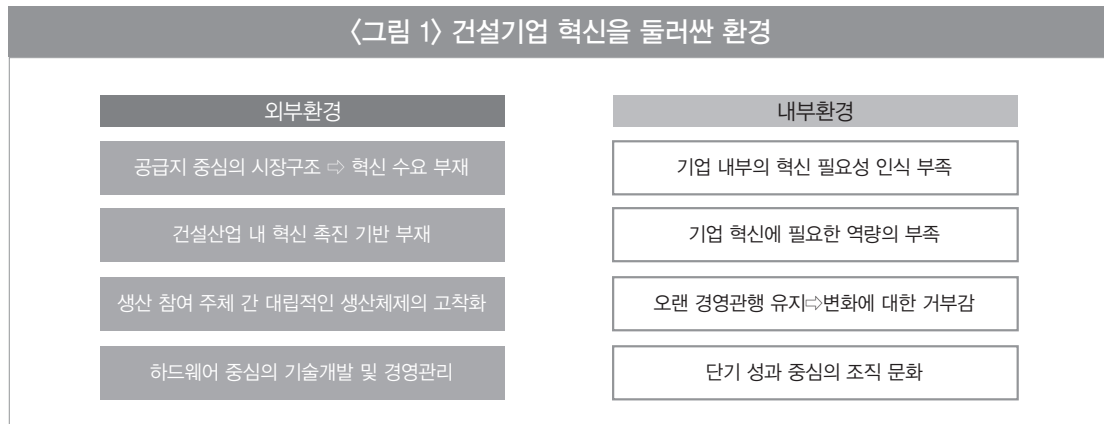 〈그림 1〉 건설기업 혁신을 둘러싼 환경
외부환경
공급지 중심의 시장구조 ⇨ 혁신 수요 부재
건설산업 내 혁신 촉진 기반 부재
생산 참여 주체 간 대립적인 생산체제의 고착화
하드웨어 중심의 기술개발 및 경영관리
내부환경
기업 내부의 혁신 필요성 인식 부족
기업 혁신에 필요한 역량의 부족
오랜 경영관행 유지⇨변화에 대한 거부감
단기 성과 중심의 조직 문화